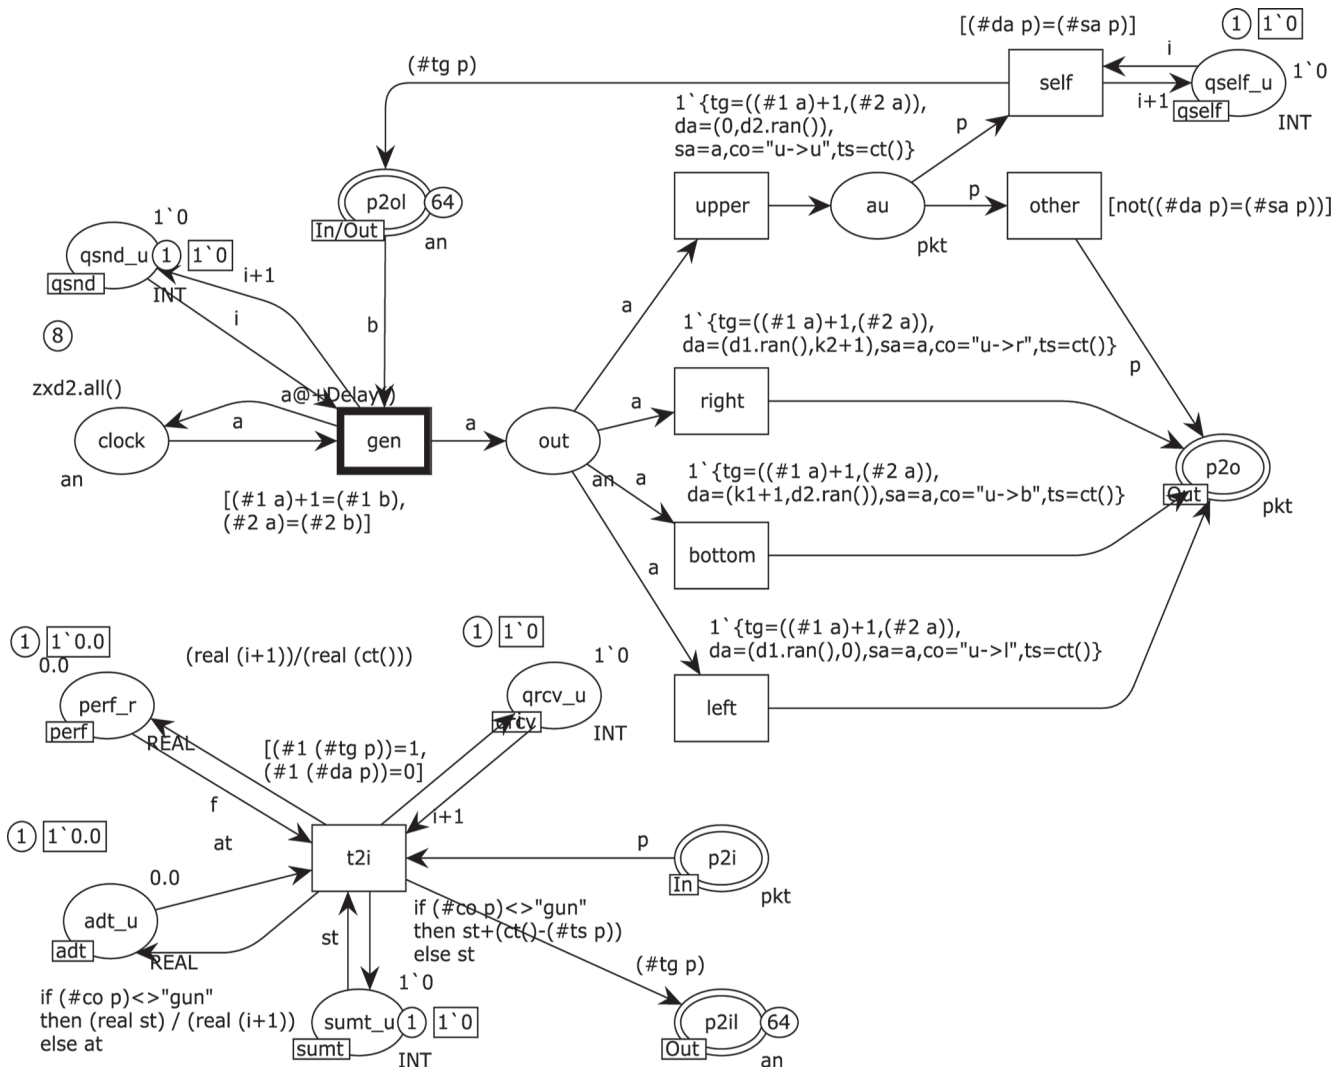 [(#da p)=(#sa p)]
1
1`0
(#tg p)
self
i
i+1
qself_u
1`0
qself
INT
1`{tg=((#1 a)+1,(#2 a)),
da=(0,d2.ran()),
sa=a,co="u->u",ts=ct()}
p
p2ol
64
In/Out
an
upper
au
p
other
[not((#da p)=(#sa p))]
pkt
1`0
qsnd_u
1
1`0
qsnd
INT
i+1
i
b
a
8
1`{tg=((#1 a)+1,(#2 a)),
da=(d1.ran(),k2+1),sa=a,co="u->r",ts=ct()}
p
zxd2.all()
a@+Delay()
clock
a
gen
a
out
a
right
an
an
[(#1 a)+1=(#1 b),
(#2 a)=(#2 b)]
a
1`{tg=((#1 a)+1,(#2 a)),
da=(k1+1,d2.ran()),sa=a,co="u->b",ts=ct()}
p2o
Out
pkt
bottom
a
1`{tg=((#1 a)+1,(#2 a)),
da=(d1.ran(),0),sa=a,co="u->l",ts=ct()}
left
1
1`0.0
0.0
(real (i+1))/(real (ct()))
1
1`0
1`0
perf_r
perf
REAL
qrcv_u
qrcv
i
INT
[(#1 (#tg p))=1,
(#1 (#da p))=0]
f
i+1
1
1`0.0
at
t2i
p
p2i
In
pkt
0.0
adt_u
adt
REAL
st
if (#co p)<>"gun"
then st+(ct()-(#ts p))
else st
(#tg p)
if (#co p)<>"gun"
then (real st) / (real (i+1))
else at
1`0
sumt_u
1
1`0
sumt
INT
p2il
64
Out
an